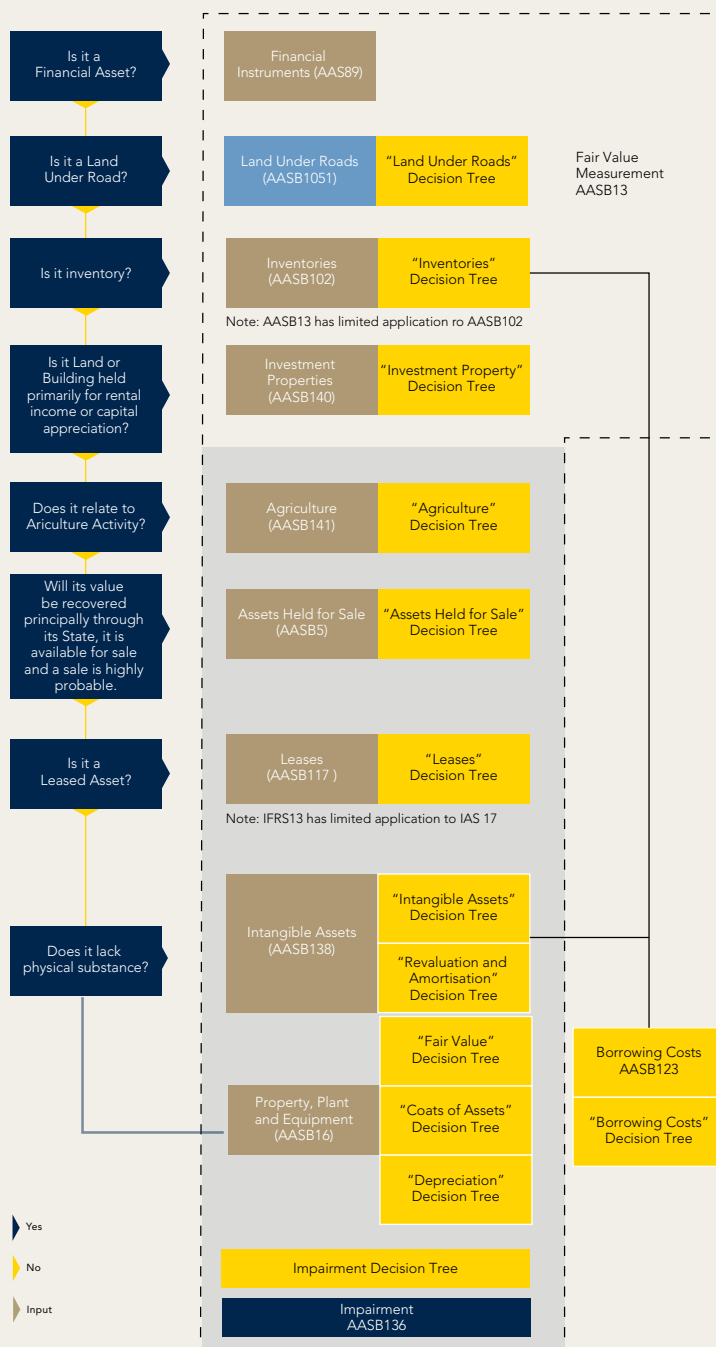 Is it a
Financial Asset?
Financial
Instruments (AAS89)
Is it a Land
Under Road?
Land Under Roads
(AASB1051)
“Land Under Roads”
Decision Tree
Fair Value
Measurement
AASB13
Is it inventory?
Inventories
(AASB102)
“Inventories”
Decision Tree
Note: AASB13 has limited application ro AASB102
Is it Land or
Building held
primarily for rental
income or capital
appreciation?
Investment
Properties
(AASB140)
“Investment Property”
Decision Tree
Does it relate to
Ariculture Activity?
Agriculture
(AASB141)
“Agriculture”
Decision Tree
Will its value
be recovered
principally through
its State, it is
available for sale
and a sale is highly
probable.
Assets Held for Sale
(AASB5)
“Assets Held for Sale”
Decision Tree
Is it a
Leased Asset?
Leases
(AASB117 )
“Leases”
Decision Tree
Note: IFRS13 has limited application to IAS 17
Does it lack
physical substance?
Intangible Assets
(AASB138)
“Intangible Assets”
Decision Tree
“Revaluation and
Amortisation”
Decision Tree
Property, Plant
and Equipment
(AASB16)
“Fair Value”
Decision Tree
“Coats of Assets”
Decision Tree
“Depreciation”
Decision Tree
Borrowing Costs
AASB123
“Borrowing Costs”
Decision Tree
Yes
No
Input
Impairment Decision Tree
Impairment
AASB136